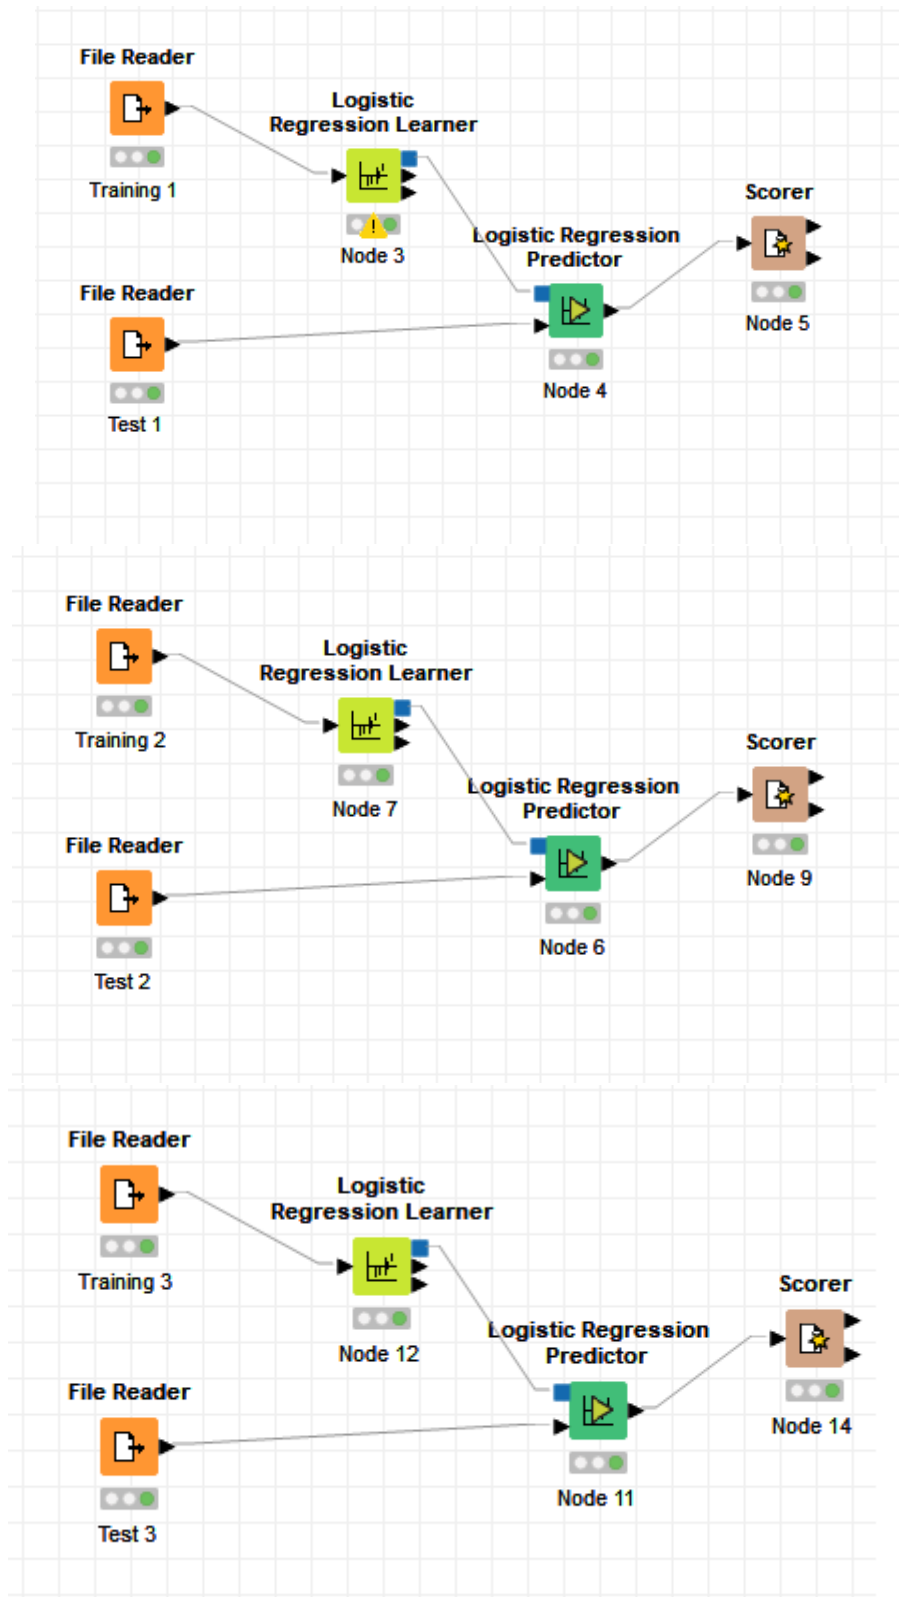 File Reader
Logistic
Regression Learner
Training 1
Scorer
Node 3
Logistic Regression
Predictor
File Reader
Node 5
Node 4
Test 1
File Reader
Logistic
Regression Learner
Training 2
Scorer
Node 7
Logistic Regression
Predictor
File Reader
Node 9
Node 6
Test 2
File Reader
Logistic
Regression Learner
Training 3
Scorer
Node 12
Logistic Regression
Predictor
File Reader
Node 14
Node 11
Test 3